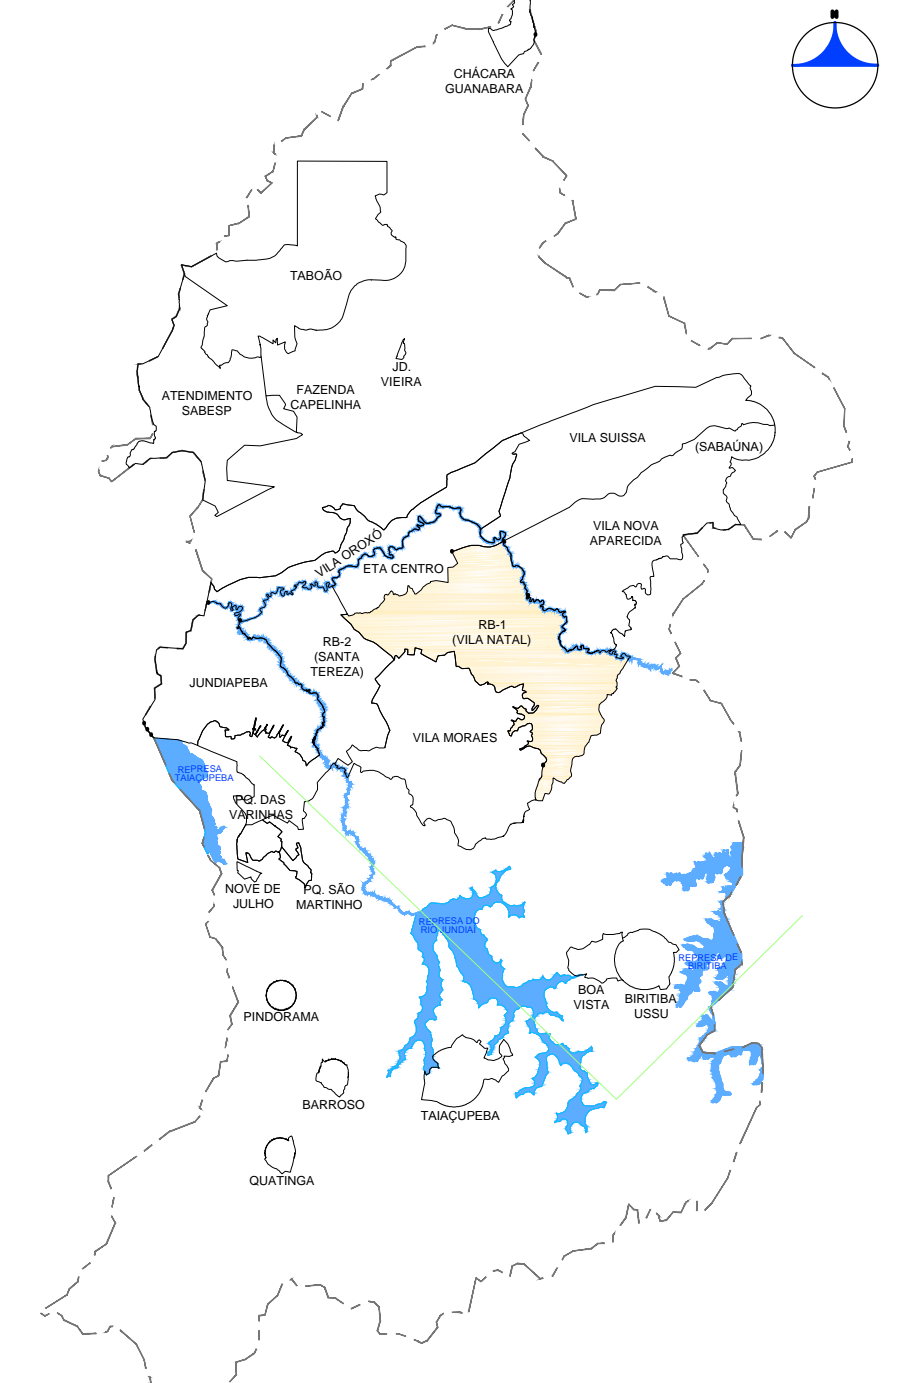 N
CHÁCARA
GUANABARA
TABOÃO
JD.
VIEIRA
ATENDIMENTO
SABESP
FAZENDA
CAPELINHA
VILA SUISSA
(SABAÚNA)
VILA NOVA
APARECIDA
VILA OROXÓ
ETA CENTRO
RB-1
(VILA NATAL)
RB-2
(SANTA
TEREZA)
JUNDIAPEBA
VILA MORAES
REPRESA
TAIAÇUPEBA
PQ. DAS
VARINHAS
NOVE DE
JULHO
PQ. SÃO
MARTINHO
REPRESA DO
RIO JUNDIAÍ
REPRESA DE
BIRITIBA
BOA
VISTA
BIRITIBA
USSU
PINDORAMA
BARROSO
TAIAÇUPEBA
QUATINGA